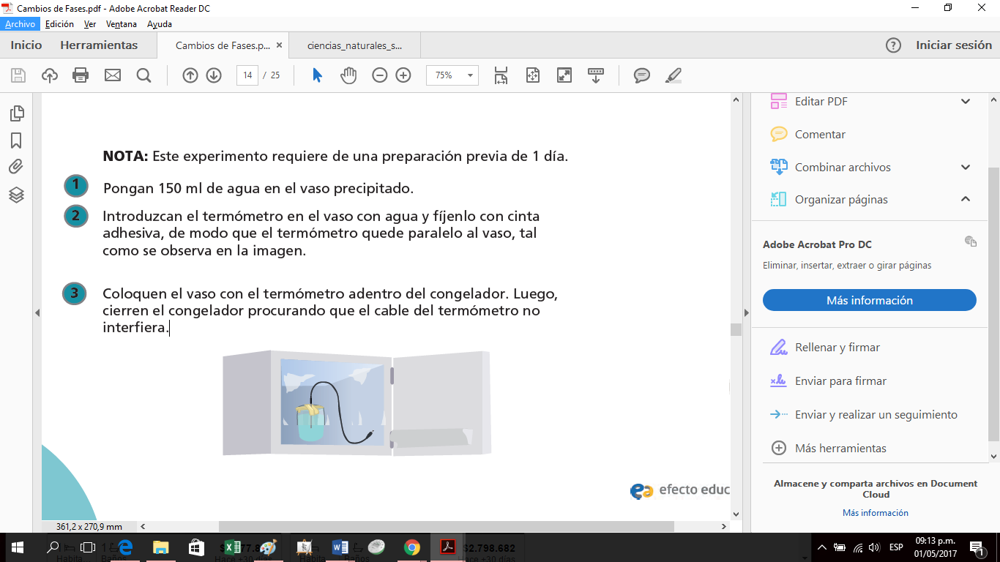 Cambios de Fases.pdf - Adobe Acrobat Reader DC
Archivo Edición Ver Ventana Ayuda
Inicio Herramientas Cambios de Fases.p... ciencias_naturales_s... Iniciar sesión
14 / 25 75%
NOTA: Este experimento requiere de una preparación previa de 1 día.
1 Pongan 150 ml de agua en el vaso precipitado.
2 Introduzcan el termómetro en el vaso con agua y fíjenlo con cinta
adhesiva, de modo que el termómetro quede paralelo al vaso, tal
como se observa en la imagen.
3 Coloquen el vaso con el termómetro adentro del congelador. Luego,
cierren el congelador procurando que el cable del termómetro no
interfiera.
efecto educ
361,2 x 270,9 mm
Editar PDF
Comentar
Combinar archivos
Organizar páginas
Adobe Acrobat Pro DC
Eliminar, insertar, extraer o girar páginas
Más información
Rellenar y firmar
Enviar para firmar
Enviar y realizar un seguimiento
Más herramientas
Almacene y comparta archivos en Document
Cloud
Más información
$2.798.682
ESP
09:13 p.m.
01/05/2017
1